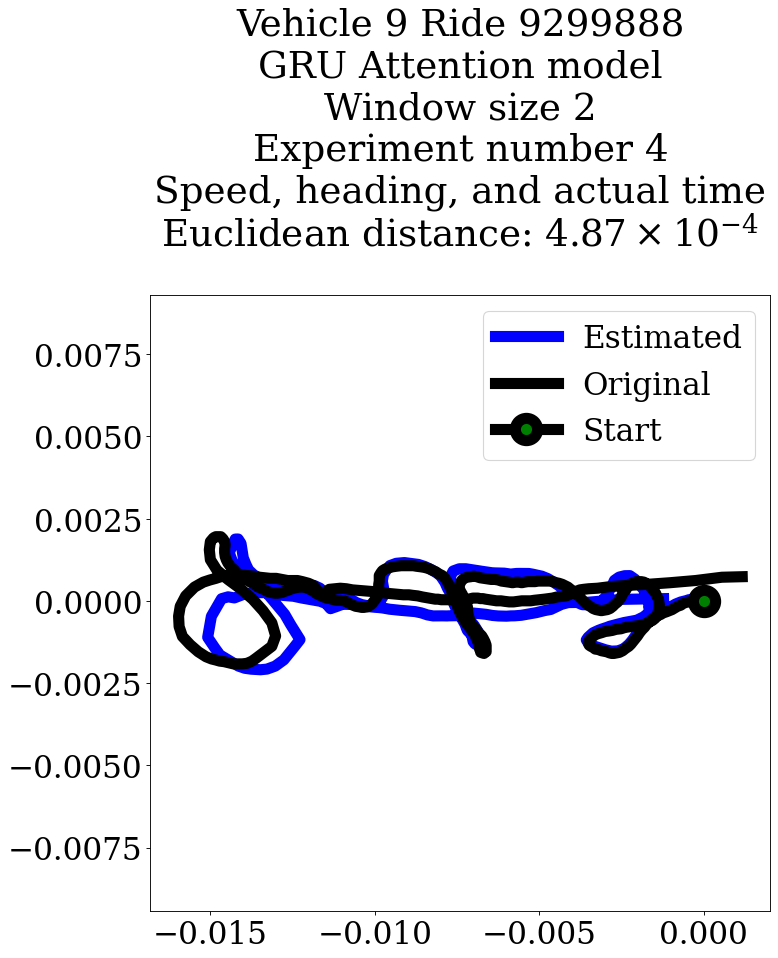 Vehicle 9 Ride 9299888
GRU Attention model
Window size 2
Experiment number 4
Speed, heading, and actual time
Euclidean distance: 4.87 × 10⁻⁴
Estimated
Original
Start
0.0075
0.0050
0.0025
0.0000
−0.0025
−0.0050
−0.0075
−0.015
−0.010
−0.005
0.000